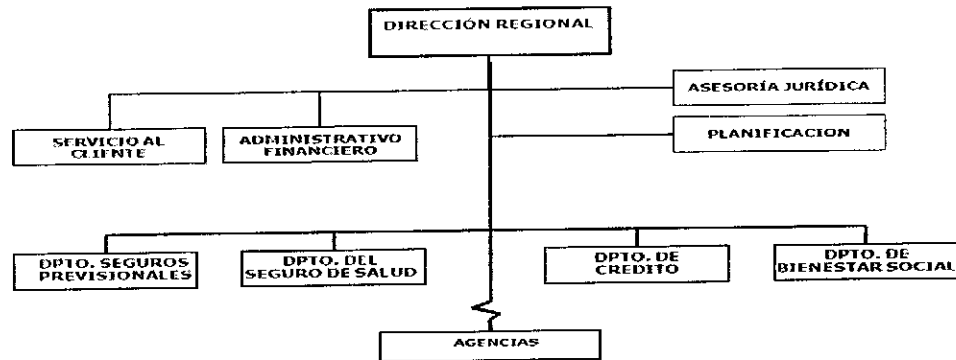 DIRECCIÓN REGIONAL
ASESORÍA JURÍDICA
SERVICIO AL
CLIENTE
ADMINISTRATIVO
FINANCIERO
PLANIFICACION
DPTO. SEGUROS
PREVISIONALES
DPTO. DEL
SEGURO DE SALUD
DPTO. DE
CREDITO
DPTO. DE
BIENESTAR SOCIAL
AGENCIAS